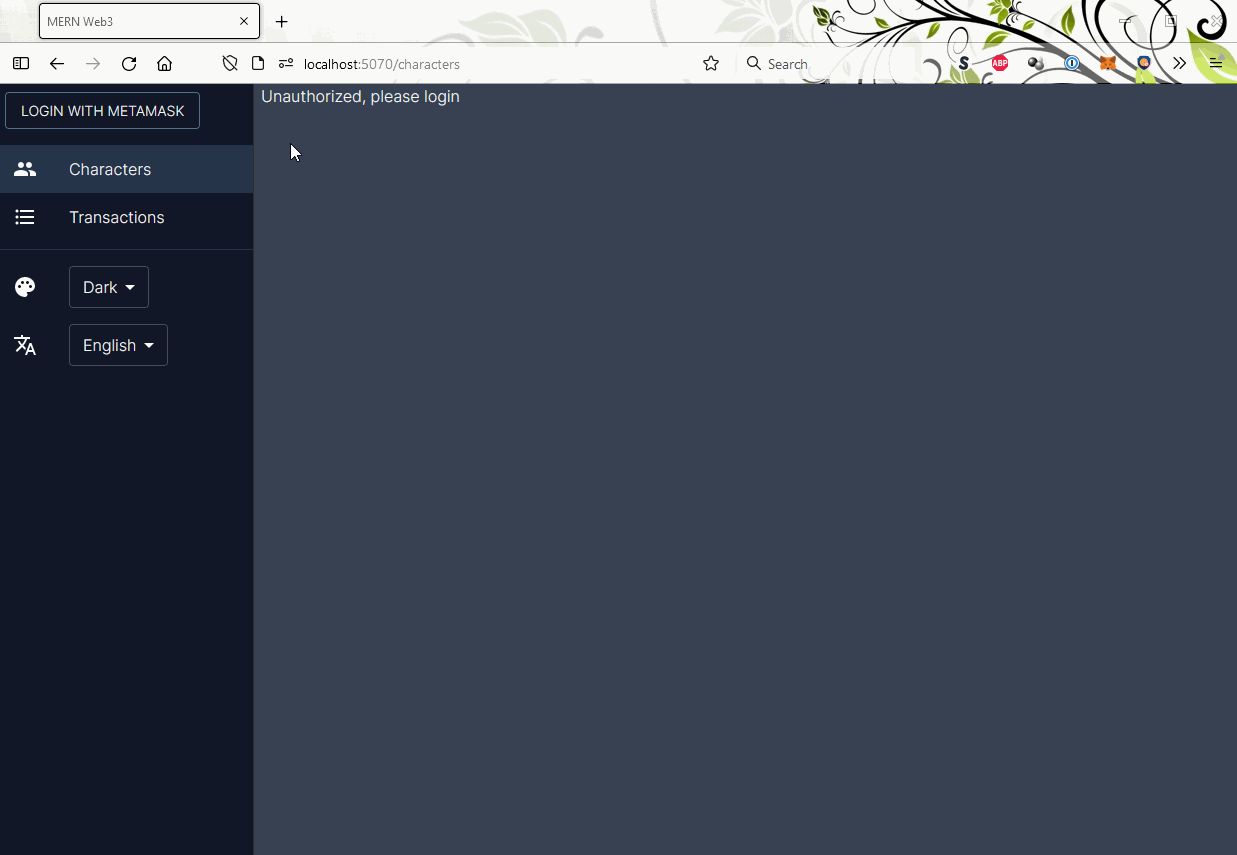 MERN Web3
localhost:5070/characters
Search
S
ABP
LOGIN WITH METAMASK
Unauthorized, please login
Characters
Transactions
Dark
English